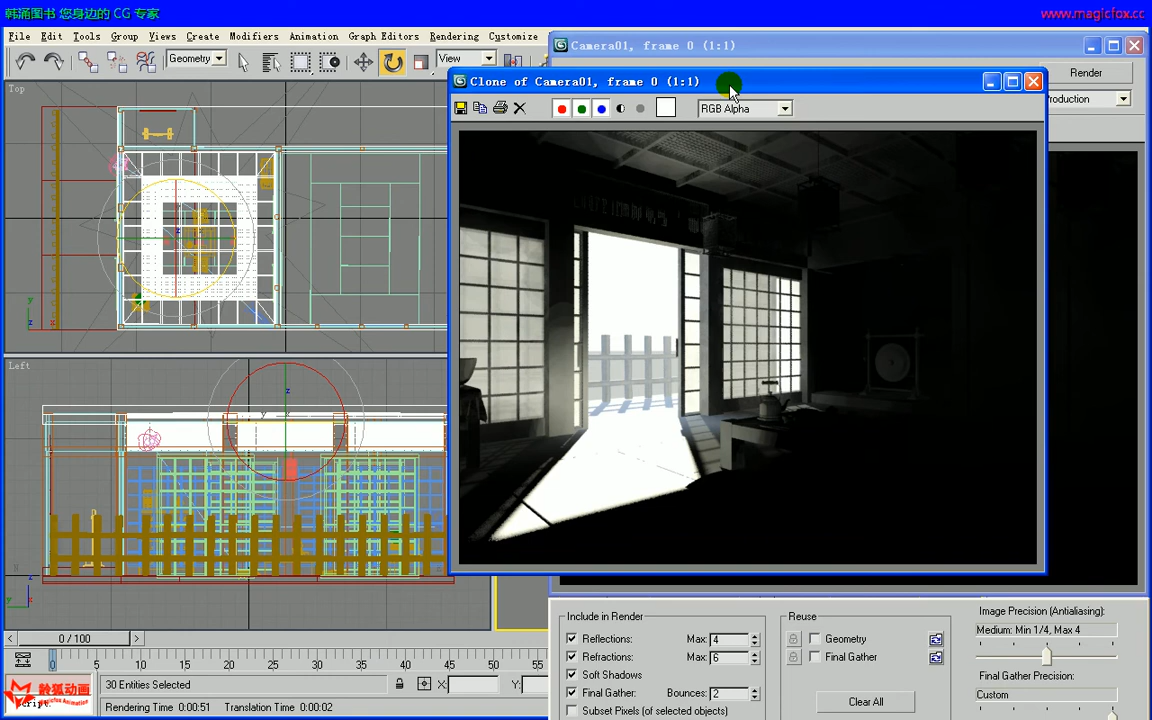 韩涌图书 您身边的 CG 专家
www.magicfox.cc
File Edit Tools Group Views Create Modifiers Animation Graph Editors Rendering Customize
Geometry
View
Camera01, frame 0 (1:1)
Clone of Camera01, frame 0 (1:1)
Render
RGB Alpha
roduction
Top
y
z
x
Left
z
y
0 / 100
0 5 10 15 20 25 30 35 40 45 50 55
30 Entities Selected
X:
Y:
Rendering Time 0:00:51
Translation Time 0:00:02
Include in Render
Reflections: Max: 4
Refractions: Max: 6
Soft Shadows
Final Gather: Bounces: 2
Subset Pixels (of selected objects)
Reuse
Geometry
Final Gather
Clear All
Image Precision (Antialiasing):
Medium: Min 1/4, Max 4
Final Gather Precision:
Custom